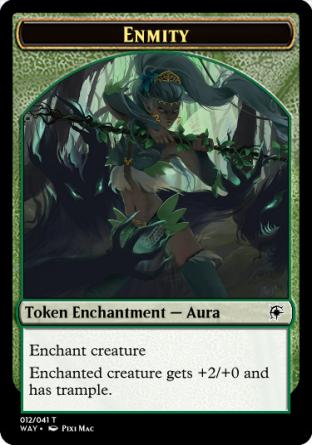 Enmity
Token Enchantment — Aura
Enchant creature
Enchanted creature gets +2/+0 and
has trample.
012/041 T
WAY • Pixi Mac